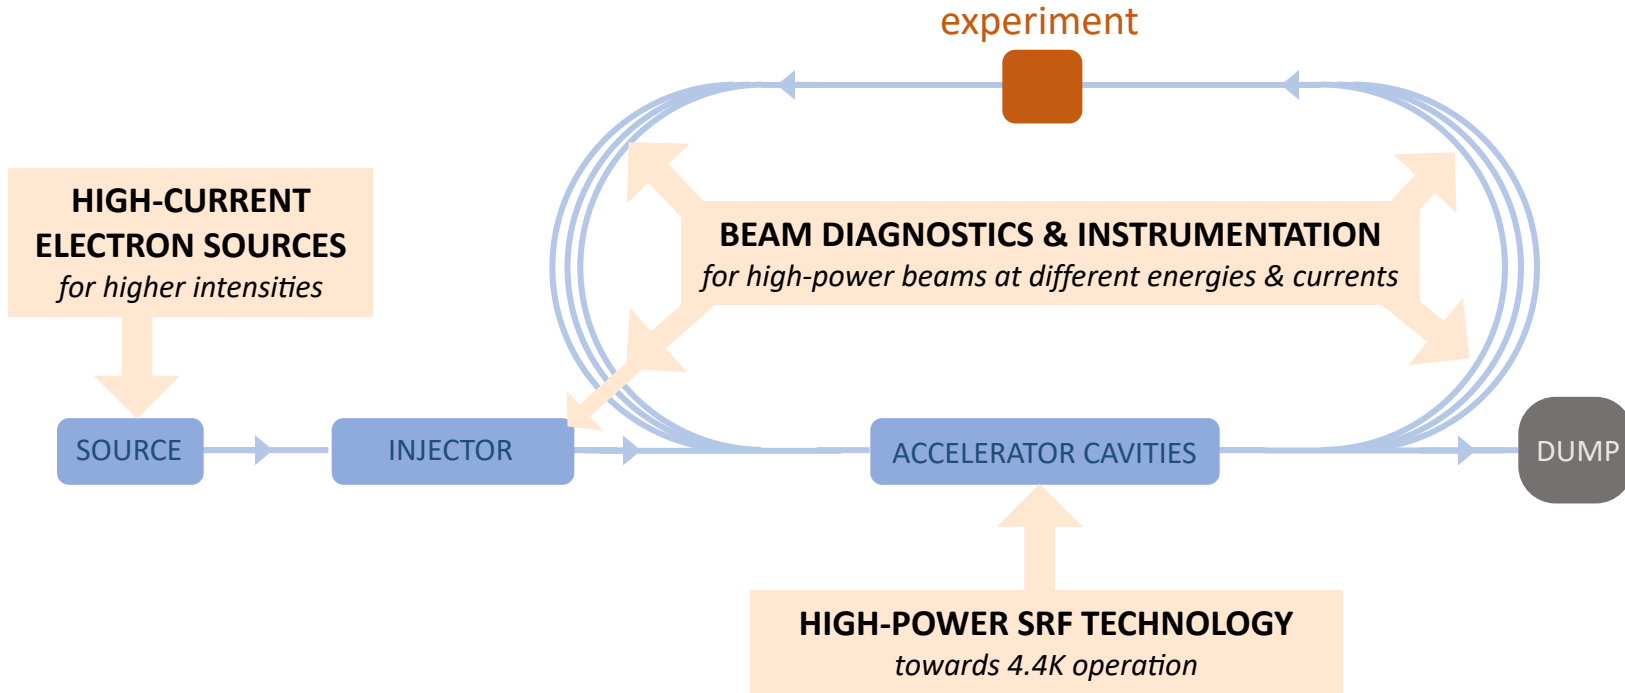 experiment
HIGH-CURRENT
ELECTRON SOURCES
for higher intensities
BEAM DIAGNOSTICS & INSTRUMENTATION
for high-power beams at different energies & currents
SOURCE
INJECTOR
ACCELERATOR CAVITIES
DUMP
HIGH-POWER SRF TECHNOLOGY
towards 4.4K operation